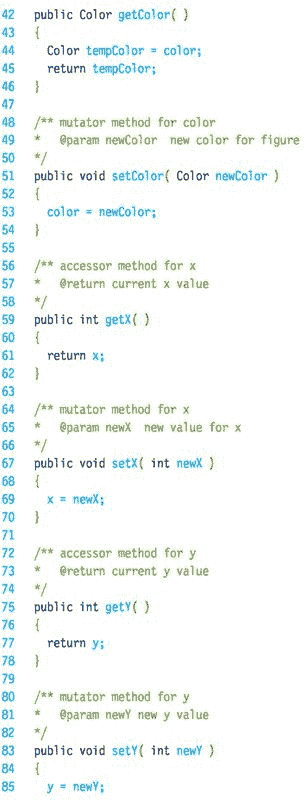 42 public Color getColor( )
43 {
44 Color tempColor = color;
45 return tempColor;
46 }
47
48 /** mutator method for color
49 * @param newColor new color for figure
50 */
51 public void setColor( Color newColor )
52 {
53 color = newColor;
54 }
55
56 /** accessor method for x
57 * @return current x value
58 */
59 public int getX( )
60 {
61 return x;
62 }
63
64 /** mutator method for x
65 * @param newX new value for x
66 */
67 public void setX( int newX )
68 {
69 x = newX;
70 }
71
72 /** accessor method for y
73 * @return current y value
74 */
75 public int getY( )
76 {
77 return y;
78 }
79
80 /** mutator method for y
81 * @param newY new y value
82 */
83 public void setY( int newY )
84 {
85 y = newY;